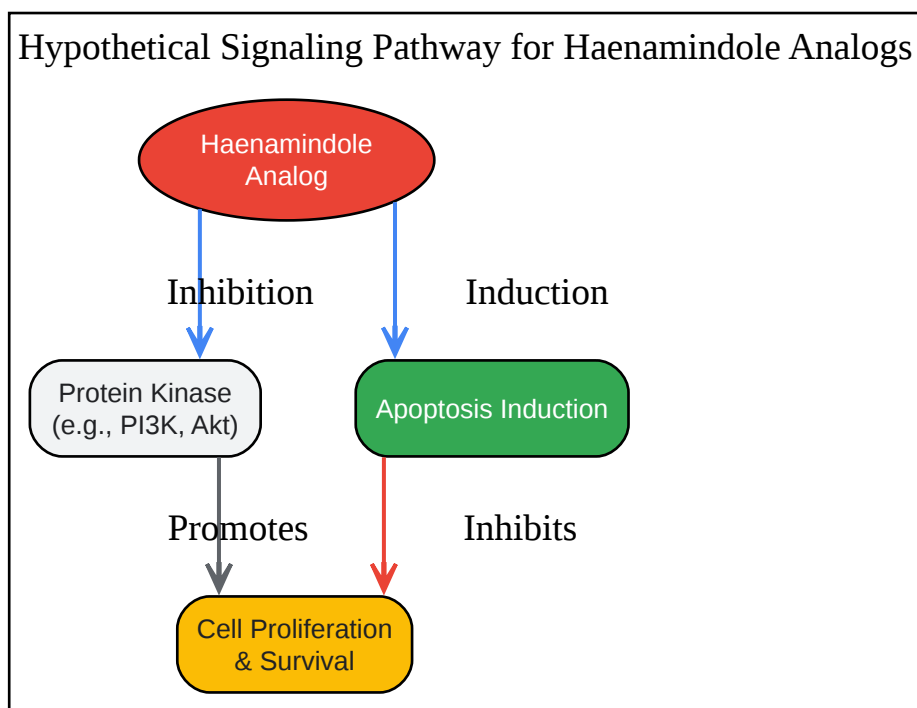 Hypothetical Signaling Pathway for Haenamindole Analogs
Haenamindole
Analog
Inhibition
Induction
Protein Kinase
(e.g., PI3K, Akt)
Apoptosis Induction
Promotes
Inhibits
Cell Proliferation
& Survival